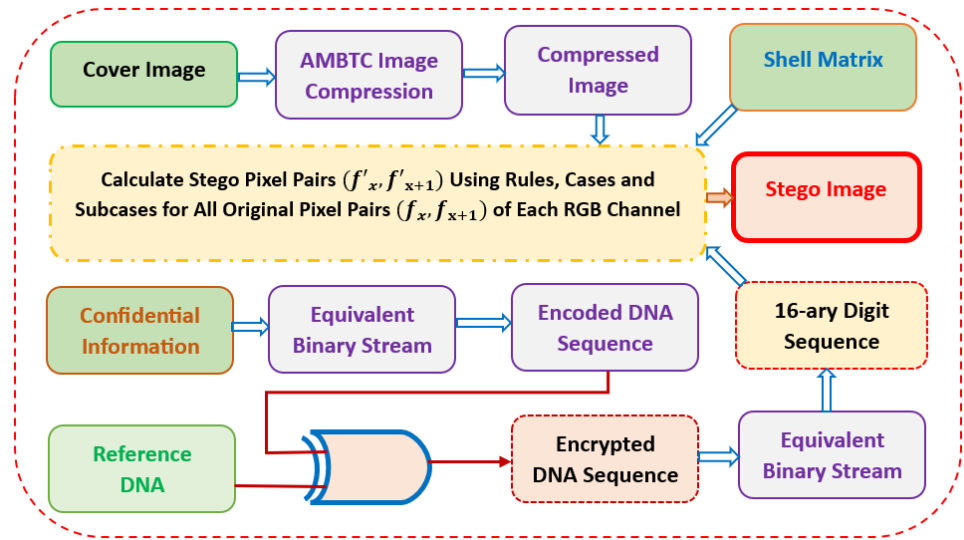 Cover Image
AMBTC Image
Compression
Compressed
Image
Shell Matrix
Calculate Stego Pixel Pairs (f'ₓ, f'ₓ₊₁) Using Rules, Cases and
Subcases for All Original Pixel Pairs (fₓ, fₓ₊₁) of Each RGB Channel
Stego Image
Confidential
Information
Equivalent
Binary Stream
Encoded DNA
Sequence
16-ary Digit
Sequence
Reference
DNA
Encrypted
DNA Sequence
Equivalent
Binary Stream